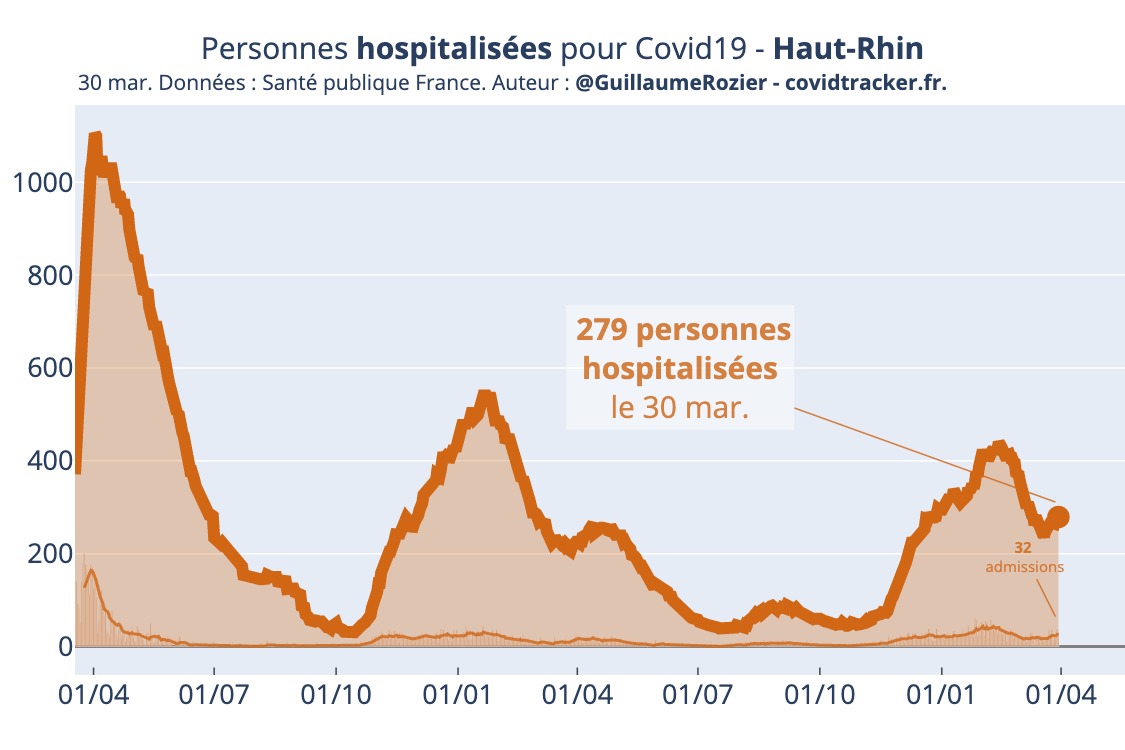 Personnes hospitalisées pour Covid19 - Haut-Rhin
30 mar. Données : Santé publique France. Auteur : @GuillaumeRozier - covidtracker.fr.
1000
800
600
400
200
0
279 personnes
hospitalisées
le 30 mar.
32
admissions
01/04
01/07
01/10
01/01
01/04
01/07
01/10
01/01
01/04